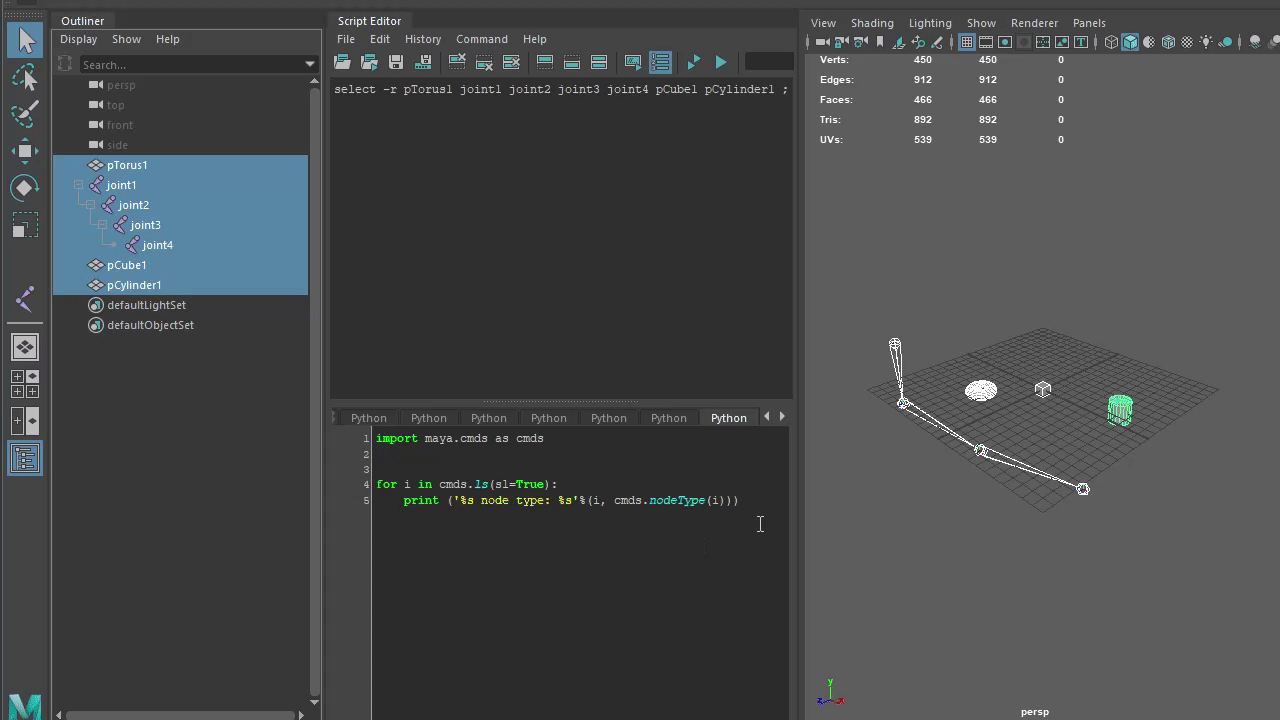 Outliner
Display Show Help
Search...
persp
top
front
side
pTorus1
joint1
joint2
joint3
joint4
pCube1
pCylinder1
defaultLightSet
defaultObjectSet
Script Editor
File Edit History Command Help
select -r pTorus1 joint1 joint2 joint3 joint4 pCube1 pCylinder1 ;
Python Python Python Python Python Python Python
1 import maya.cmds as cmds
2
3
4 for i in cmds.ls(sl=True):
5 print ('%s node type: %s'%(i, cmds.nodeType(i)))
View Shading Lighting Show Renderer Panels
Verts: 450 450 0
Edges: 912 912 0
Faces: 466 466 0
Tris: 892 892 0
UVs: 539 539 0
y
z x
persp